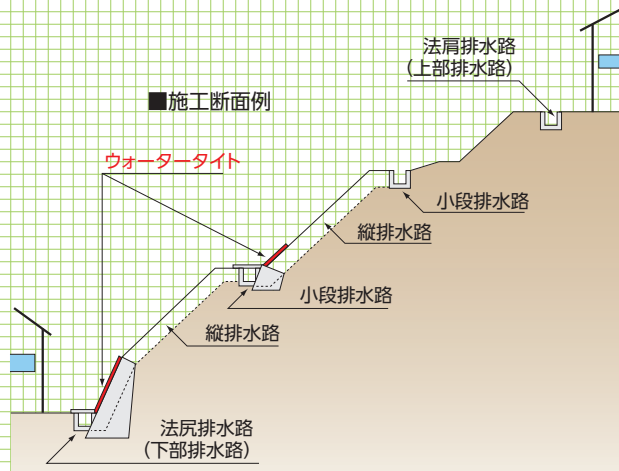 法肩排水路
(上部排水路)
■施工断面例
ウォータータイト
小段排水路
縦排水路
小段排水路
縦排水路
法尻排水路
(下部排水路)